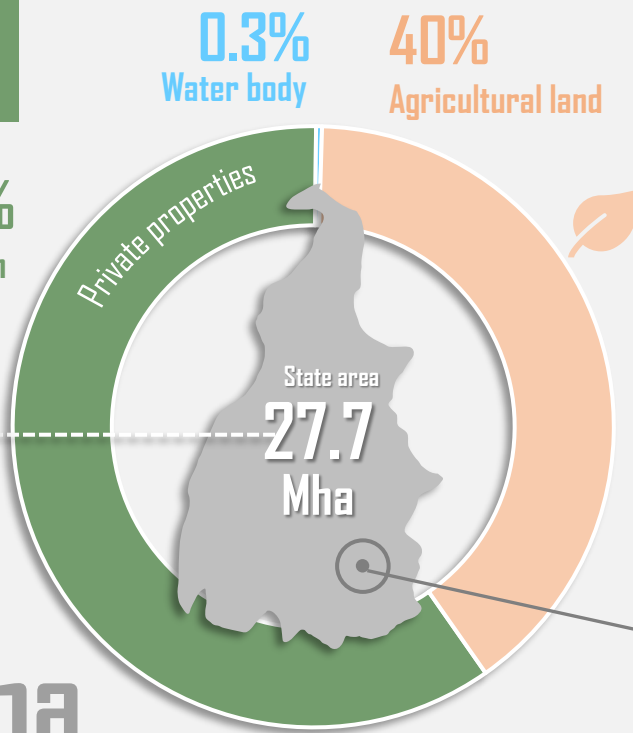 0.3%
Water body
40%
Agricultural land
%
Private properties
State area
27.7
Mha